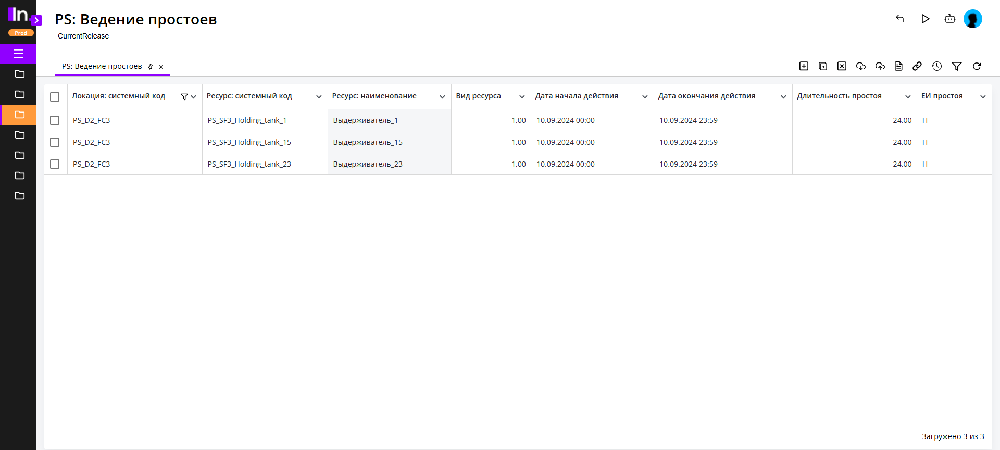 In.
Prod
PS: Ведение простоев
CurrentRelease
PS: Ведение простоев
Локация: системный код Ресурс: системный код Ресурс: наименование Вид ресурса Дата начала действия Дата окончания действия Длительность простоя ЕИ простоя
PS_D2_FC3 PS_SF3_Holding_tank_1 Выдерживатель_1 1,00 10.09.2024 00:00 10.09.2024 23:59 24,00 H
PS_D2_FC3 PS_SF3_Holding_tank_15 Выдерживатель_15 1,00 10.09.2024 00:00 10.09.2024 23:59 24,00 H
PS_D2_FC3 PS_SF3_Holding_tank_23 Выдерживатель_23 1,00 10.09.2024 00:00 10.09.2024 23:59 24,00 H
Загружено 3 из 3